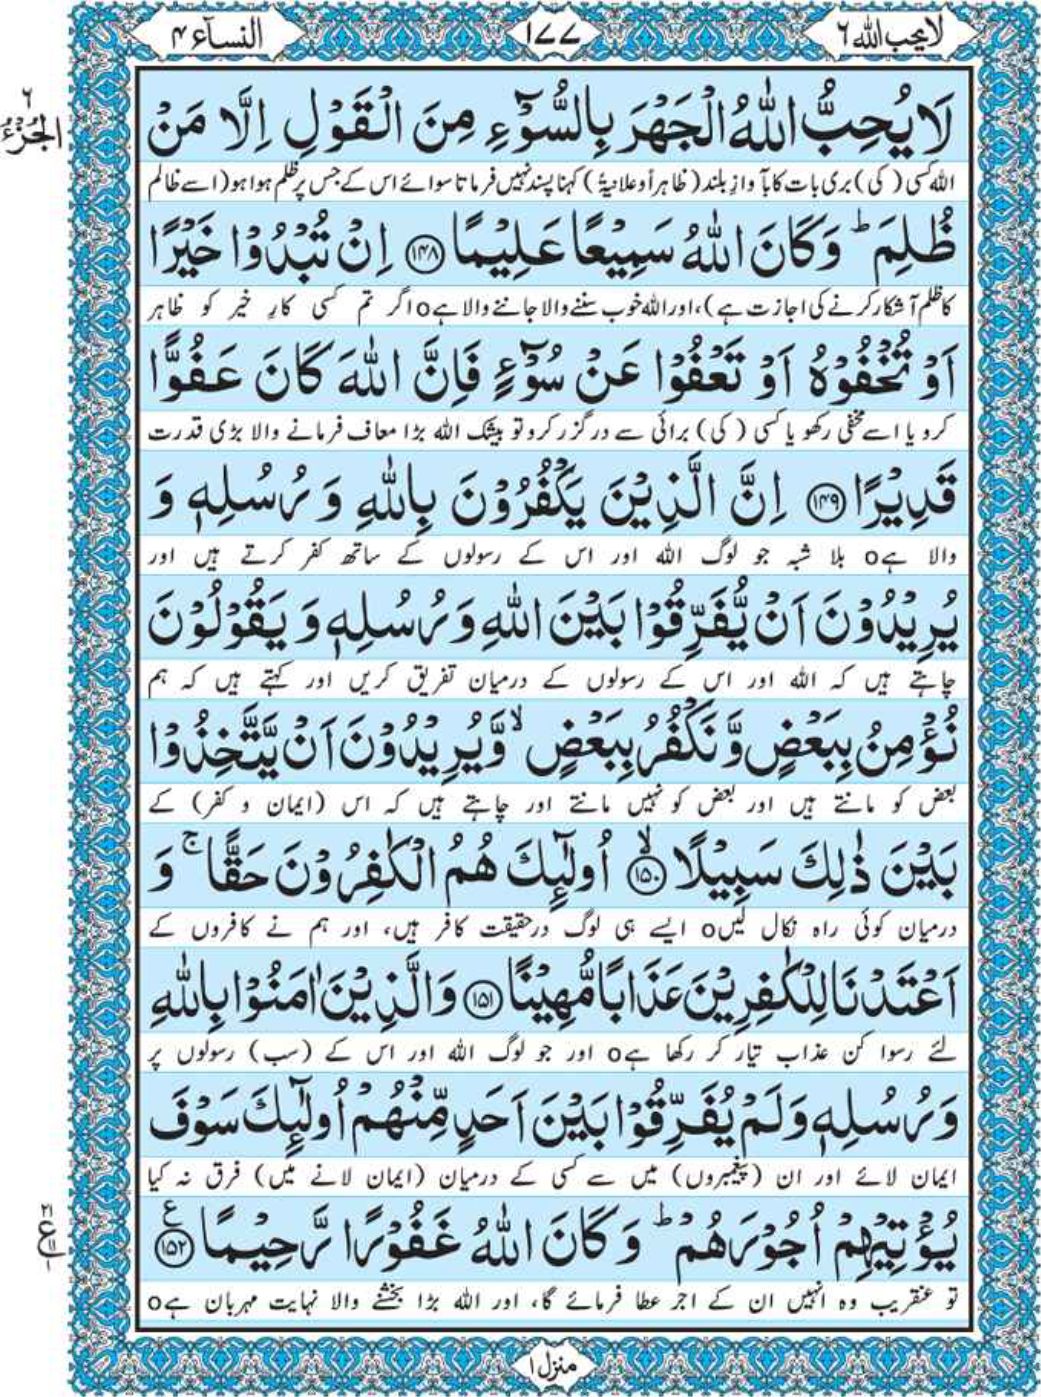 لا یحب اللہ ۶
۱۷۷
النسآء ۴
۶
الجزء
لَا يُحِبُّ اللّٰهُ الْجَهْرَ بِالسُّوْٓءِ مِنَ الْقَوْلِ اِلَّا مَنْ
اللہ کسی (کی) بری بات کا بآوازِ بلند (ظاہراً و علانیۃً) کہنا پسند نہیں فرماتا سوائے اس کے جس پر ظلم ہوا ہو (اسے ظالم
ظُلِمَ ؕ وَ كَانَ اللّٰهُ سَمِيْعًا عَلِيْمًا ﴿۱۴۸﴾ اِنْ تُبْدُوْا خَيْرًا
کا ظلم آشکار کرنے کی اجازت ہے)، اور اللہ خوب سننے والا جاننے والا ہےo اگر تم کسی کارِ خیر کو ظاہر
اَوْ تُخْفُوْهُ اَوْ تَعْفُوْا عَنْ سُوْٓءٍ فَاِنَّ اللّٰهَ كَانَ عَفُوًّا
کرو یا اسے مخفی رکھو یا کسی (کی) برائی سے درگزر کرو تو بیشک اللہ بڑا معاف فرمانے والا بڑی قدرت
قَدِيْرًا ﴿۱۴۹﴾ اِنَّ الَّذِيْنَ يَكْفُرُوْنَ بِاللّٰهِ وَ رُسُلِهٖ وَ
والا ہےo بلا شبہ جو لوگ اللہ اور اس کے رسولوں کے ساتھ کفر کرتے ہیں اور
يُرِيْدُوْنَ اَنْ يُّفَرِّقُوْا بَيْنَ اللّٰهِ وَ رُسُلِهٖ وَ يَقُوْلُوْنَ
چاہتے ہیں کہ اللہ اور اس کے رسولوں کے درمیان تفریق کریں اور کہتے ہیں کہ ہم
نُؤْمِنُ بِبَعْضٍ وَّ نَكْفُرُ بِبَعْضٍ ۙ وَّ يُرِيْدُوْنَ اَنْ يَّتَّخِذُوْا
بعض کو مانتے ہیں اور بعض کو نہیں مانتے اور چاہتے ہیں کہ اس (ایمان و کفر) کے
بَيْنَ ذٰلِكَ سَبِيْلًا ﴿۱۵۰﴾ۙ اُولٰٓئِكَ هُمُ الْكٰفِرُوْنَ حَقًّا ۚ وَ
درمیان کوئی راہ نکال لیںo ایسے ہی لوگ درحقیقت کافر ہیں، اور ہم نے کافروں کے
اَعْتَدْنَا لِلْكٰفِرِيْنَ عَذَابًا مُّهِيْنًا ﴿۱۵۱﴾ وَ الَّذِيْنَ اٰمَنُوْا بِاللّٰهِ
لئے رسوا کن عذاب تیار کر رکھا ہےo اور جو لوگ اللہ اور اس کے (سب) رسولوں پر
وَ رُسُلِهٖ وَ لَمْ يُفَرِّقُوْا بَيْنَ اَحَدٍ مِّنْهُمْ اُولٰٓئِكَ سَوْفَ
ایمان لائے اور ان (پیغمبروں) میں سے کسی کے درمیان (ایمان لانے میں) فرق نہ کیا
يُؤْتِيْهِمْ اُجُوْرَهُمْ ؕ وَ كَانَ اللّٰهُ غَفُوْرًا رَّحِيْمًا ﴿۱۵۲﴾ع
تو عنقریب وہ انہیں ان کے اجر عطا فرمائے گا، اور اللہ بڑا بخشنے والا نہایت مہربان ہےo
۲۱
ع
۱۱
۱
منزل ۱